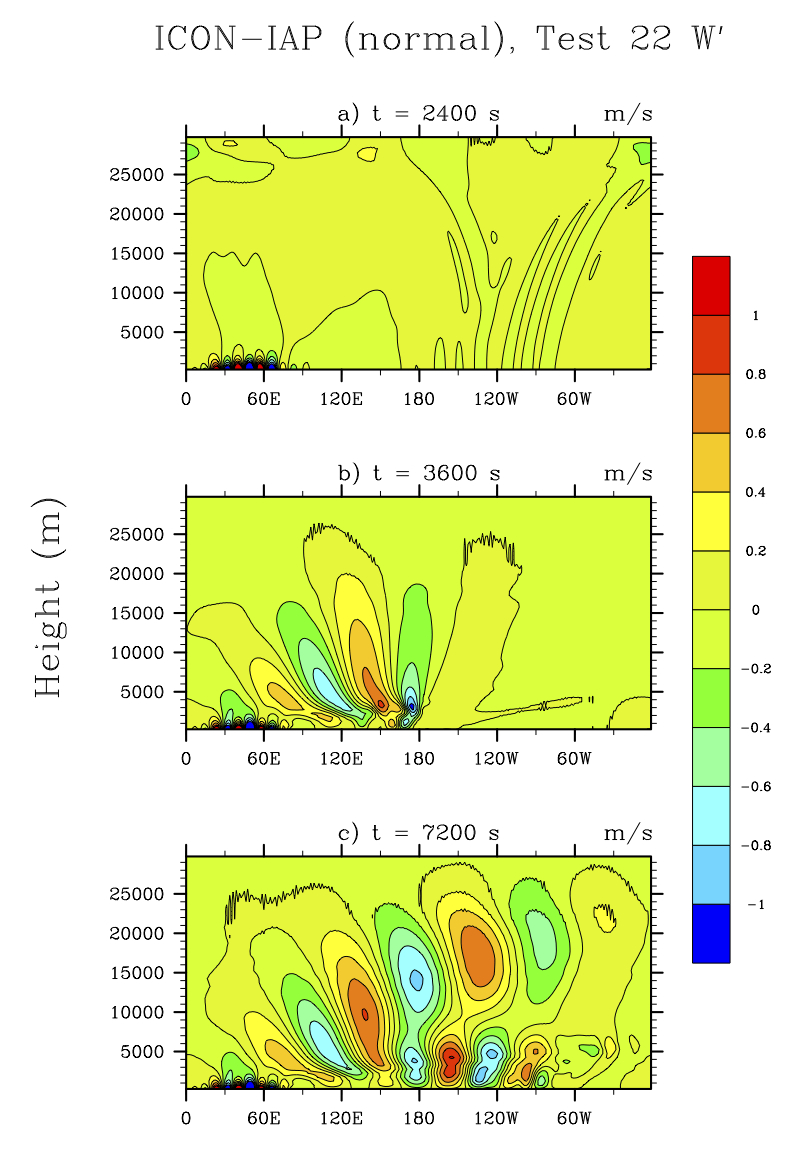 ICON−IAP (normal), Test 22 W'
a) t = 2400 s
m/s
25000
20000
15000
10000
5000
0
60E
120E
180
120W
60W
Height (m)
b) t = 3600 s
m/s
25000
20000
15000
10000
5000
0
60E
120E
180
120W
60W
c) t = 7200 s
m/s
25000
20000
15000
10000
5000
0
60E
120E
180
120W
60W
1
0.8
0.6
0.4
0.2
0
−0.2
−0.4
−0.6
−0.8
−1